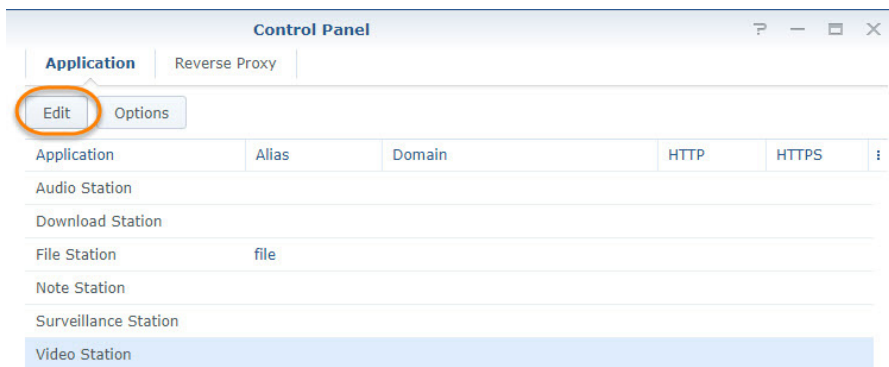 Control Panel
Application Reverse Proxy
Edit Options
Application Alias Domain HTTP HTTPS
Audio Station
Download Station
File Station file
Note Station
Surveillance Station
Video Station